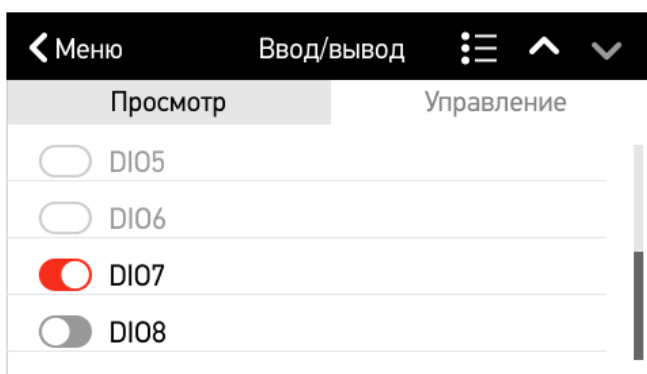 Меню Ввод/вывод
Просмотр Управление
DIO5
DIO6
DIO7
DIO8